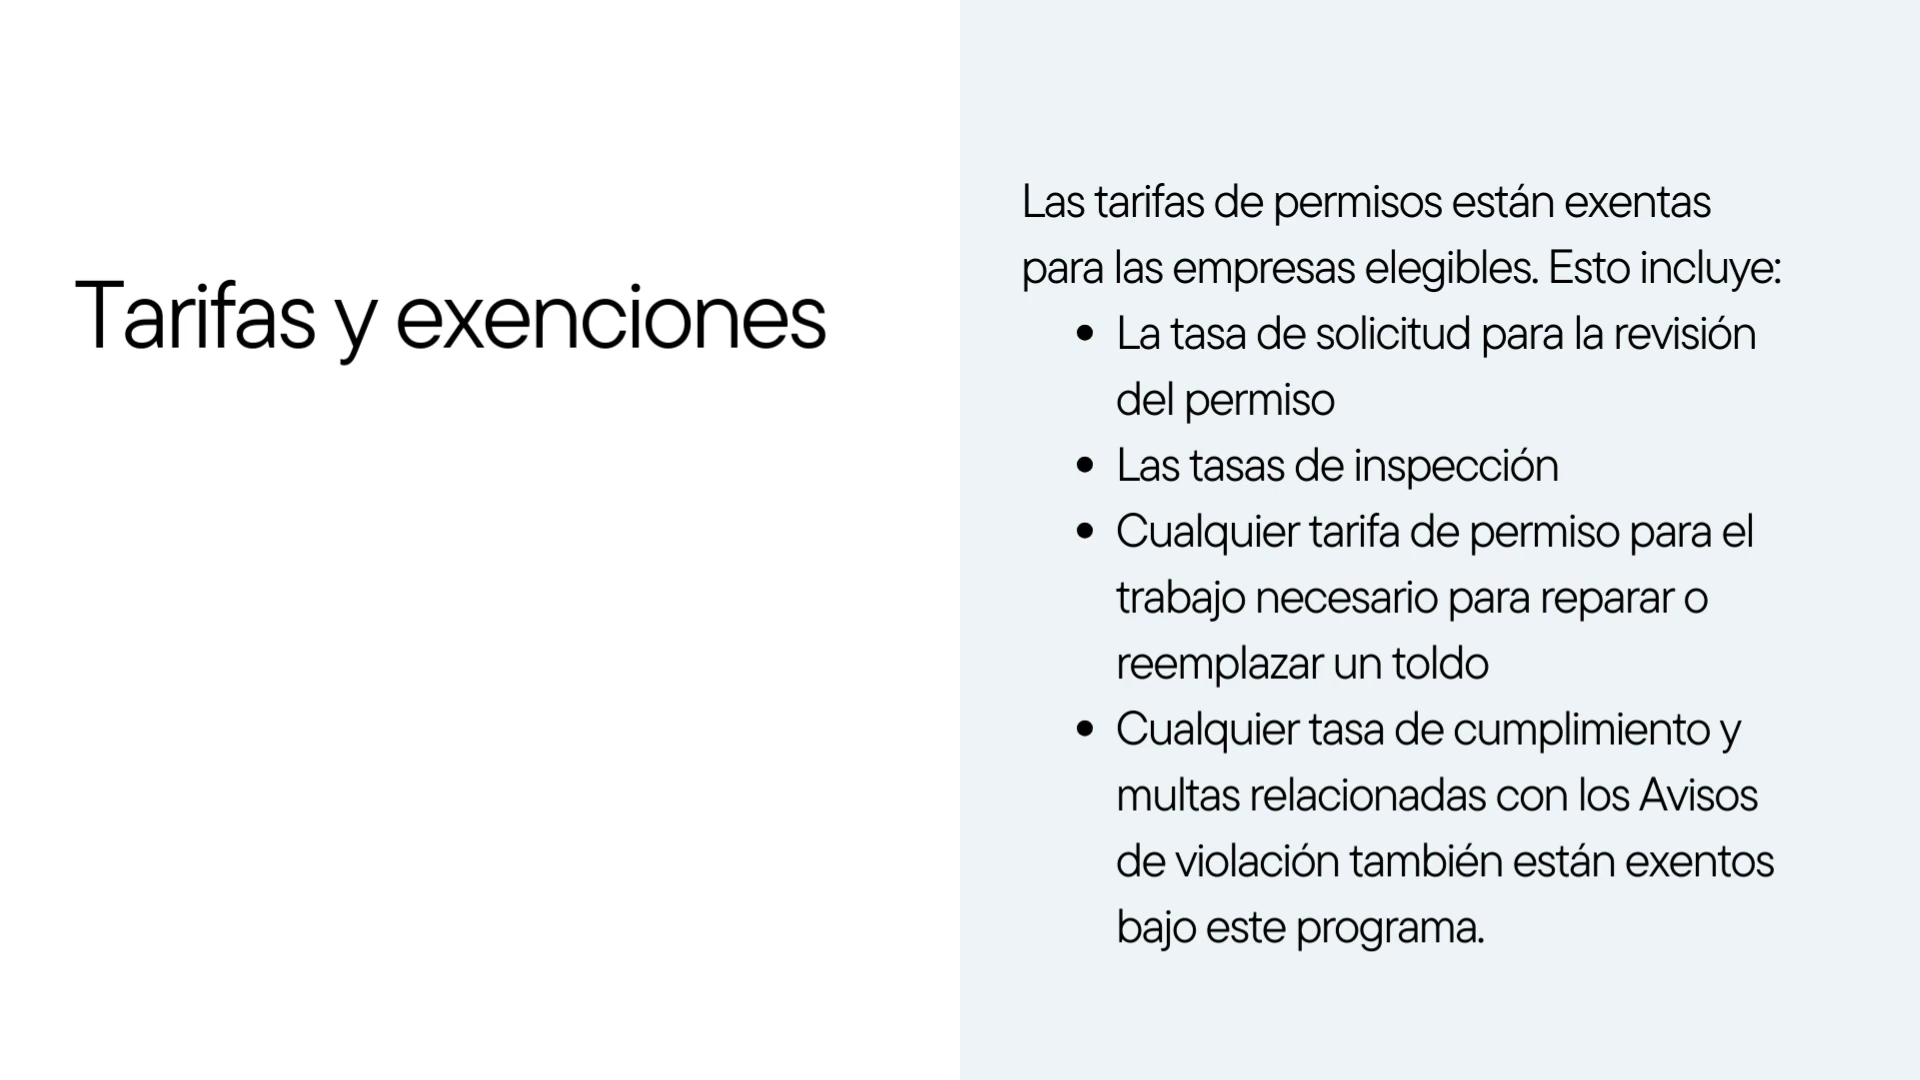 Tarifas y exenciones
Las tarifas de permisos están exentas
para las empresas elegibles. Esto incluye:
• La tasa de solicitud para la revisión
del permiso
• Las tasas de inspección
• Cualquier tarifa de permiso para el
trabajo necesario para reparar o
reemplazar un toldo
• Cualquier tasa de cumplimiento y
multas relacionadas con los Avisos
de violación también están exentos
bajo este programa.